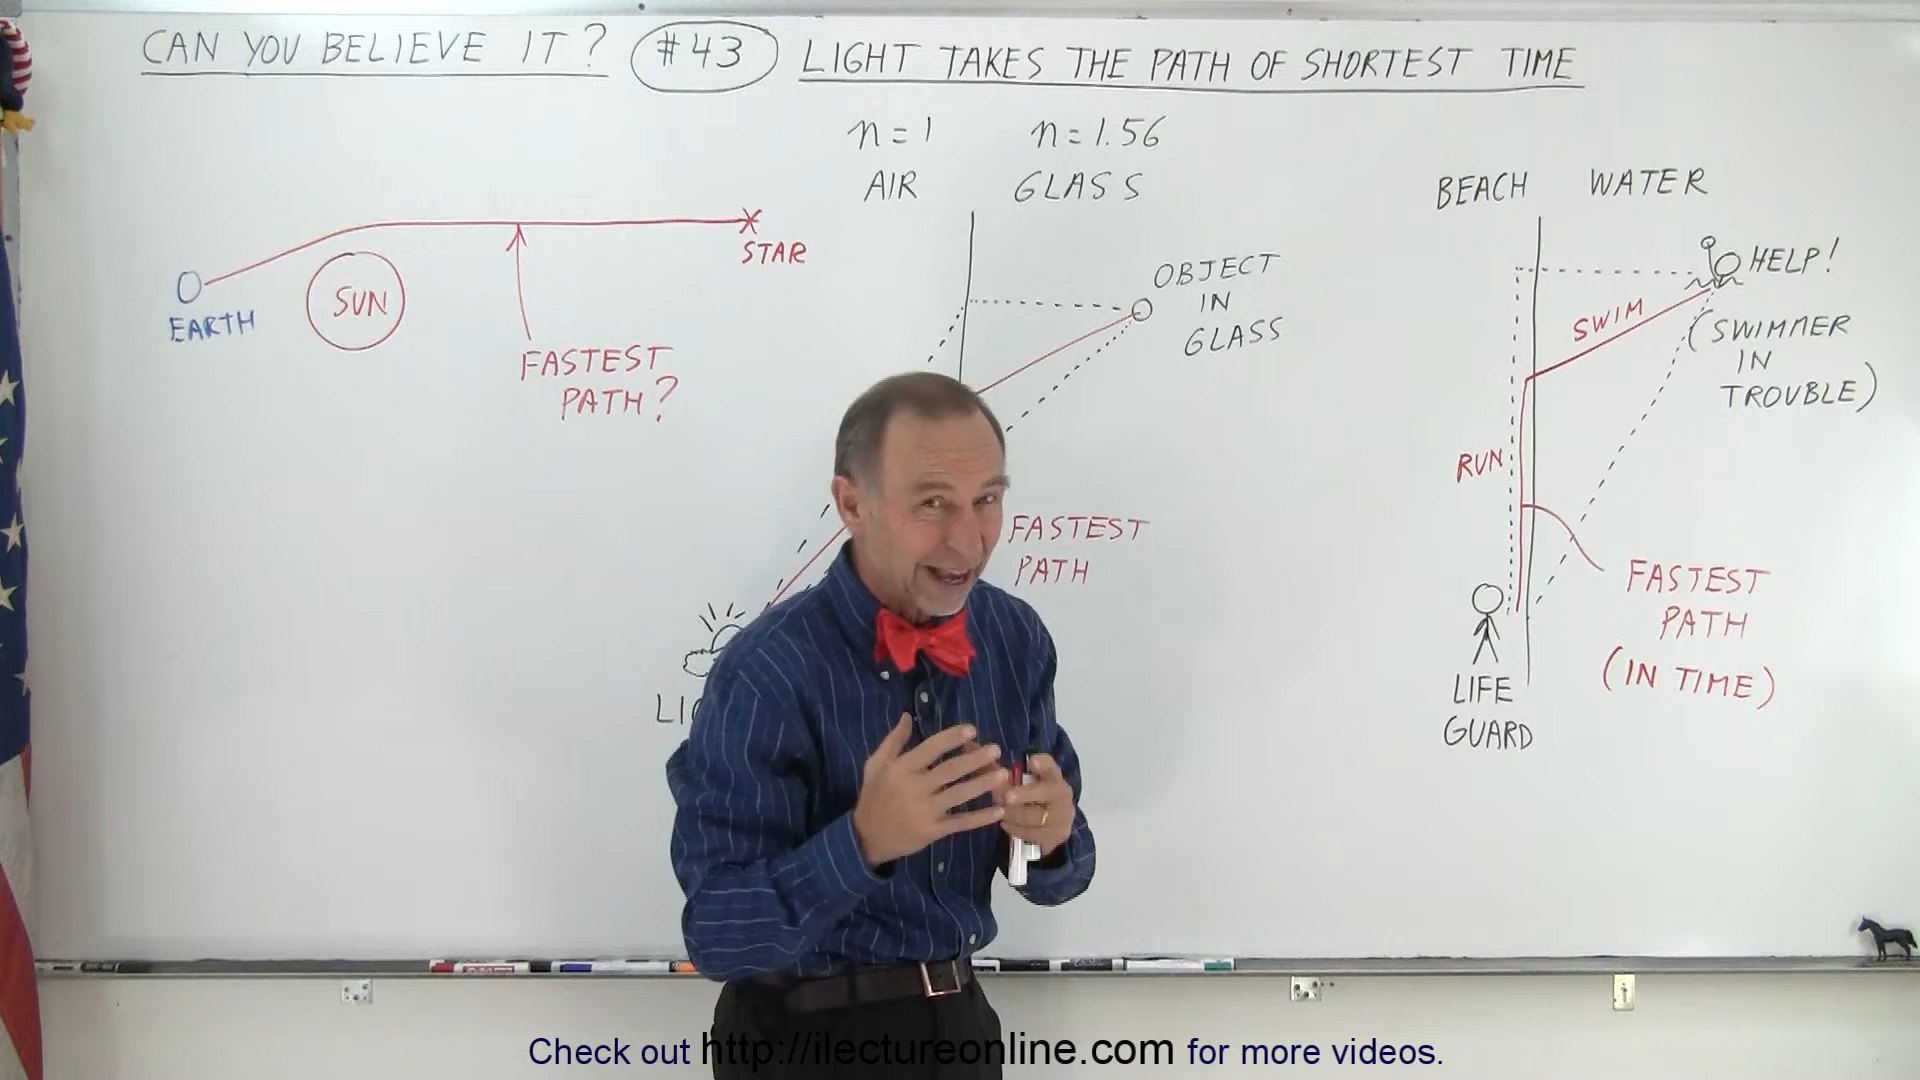 CAN YOU BELIEVE IT? #43 LIGHT TAKES THE PATH OF SHORTEST TIME
n=1 n=1.56
AIR GLASS
BEACH WATER
STAR
EARTH
SUN
FASTEST
PATH?
OBJECT
IN
GLASS
FASTEST
PATH
HELP!
SWIM
(SWIMMER
IN
TROUBLE)
RUN
FASTEST
PATH
(IN TIME)
LIFE
GUARD
Check out http://ilectureonline.com for more videos.